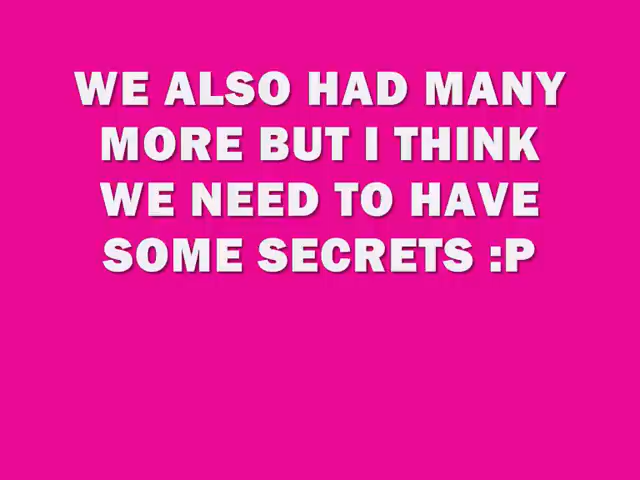 WE ALSO HAD MANY
MORE BUT I THINK
WE NEED TO HAVE
SOME SECRETS :P